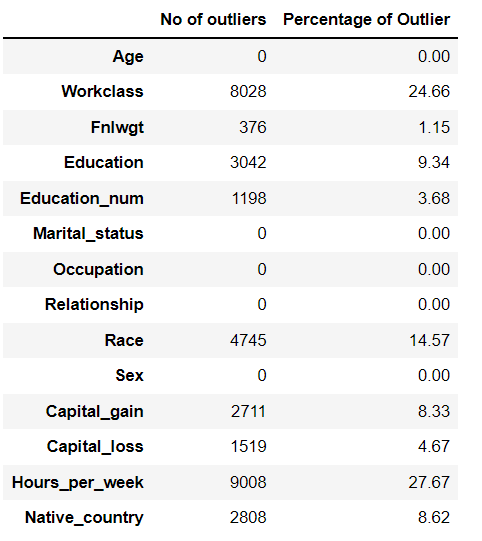 No of outliers Percentage of Outlier
Age 0 0.00
Workclass 8028 24.66
Fnlwgt 376 1.15
Education 3042 9.34
Education_num 1198 3.68
Marital_status 0 0.00
Occupation 0 0.00
Relationship 0 0.00
Race 4745 14.57
Sex 0 0.00
Capital_gain 2711 8.33
Capital_loss 1519 4.67
Hours_per_week 9008 27.67
Native_country 2808 8.62